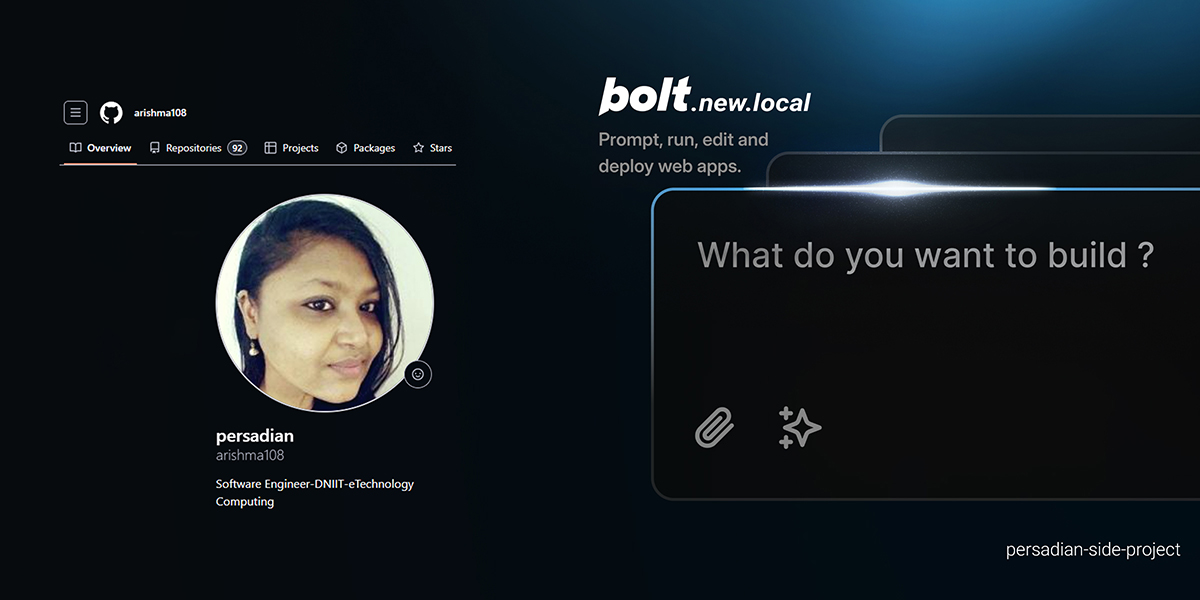 arishma108
Overview Repositories 92 Projects Packages Stars
persadian
arishma108
Software Engineer-DNIIT-eTechnology
Computing
bolt.new.local
Prompt, run, edit and
deploy web apps.
What do you want to build ?
persadian-side-project